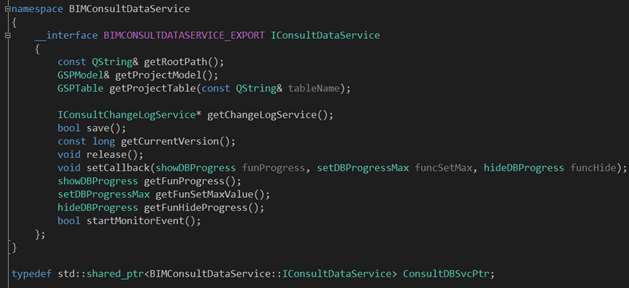 namespace BIMConsultDataService
{
    __interface BIMCONSULTDATASERVICE_EXPORT IConsultDataService
    {
        const QString& getRootPath();
        GSPModel& getProjectModel();
        GSPTable getProjectTable(const QString& tableName);

        IConsultChangeLogService* getChangeLogService();
        bool save();
        const long getCurrentVersion();
        void release();
        void setCallback(showDBProgress funProgress, setDBProgressMax funcSetMax, hideDBProgress funcHide);
        showDBProgress getFunProgress();
        setDBProgressMax getFunSetMaxValue();
        hideDBProgress getFunHideProgress();
        bool startMonitorEvent();
    };
}

typedef std::shared_ptr<BIMConsultDataService::IConsultDataService> ConsultDBSvcPtr;